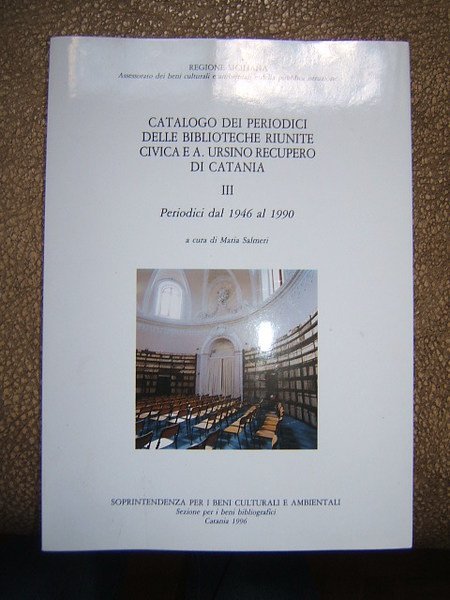 REGIONE SICILIANA
Assessorato dei beni culturali e ambientali e della pubblica istruzione
CATALOGO DEI PERIODICI
DELLE BIBLIOTECHE RIUNITE
CIVICA E A. URSINO RECUPERO
DI CATANIA
III
Periodici dal 1946 al 1990
a cura di Maria Salmeri
SOPRINTENDENZA PER I BENI CULTURALI E AMBIENTALI
Sezione per i beni bibliografici
Catania 1996